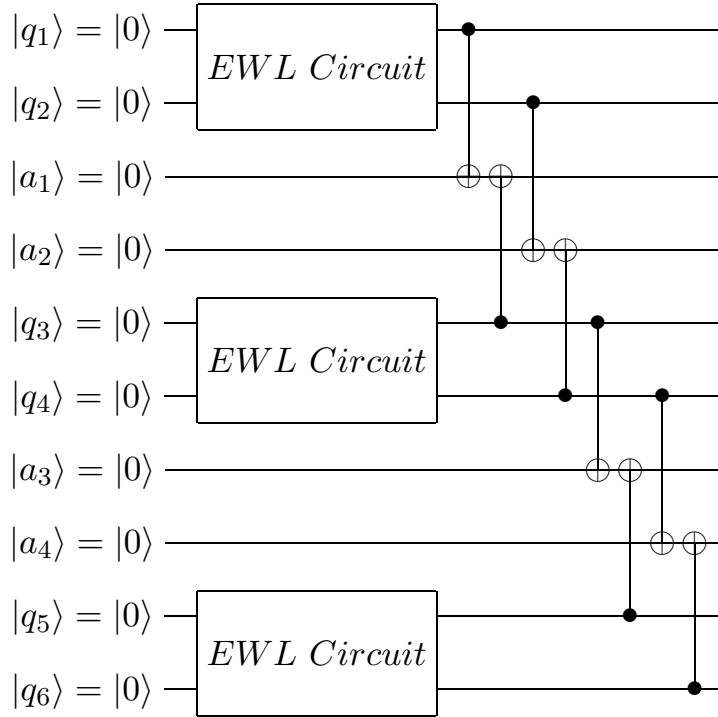 |q₁⟩ = |0⟩
EWL Circuit
|q₂⟩ = |0⟩
|a₁⟩ = |0⟩
|a₂⟩ = |0⟩
|q₃⟩ = |0⟩
EWL Circuit
|q₄⟩ = |0⟩
|a₃⟩ = |0⟩
|a₄⟩ = |0⟩
|q₅⟩ = |0⟩
EWL Circuit
|q₆⟩ = |0⟩